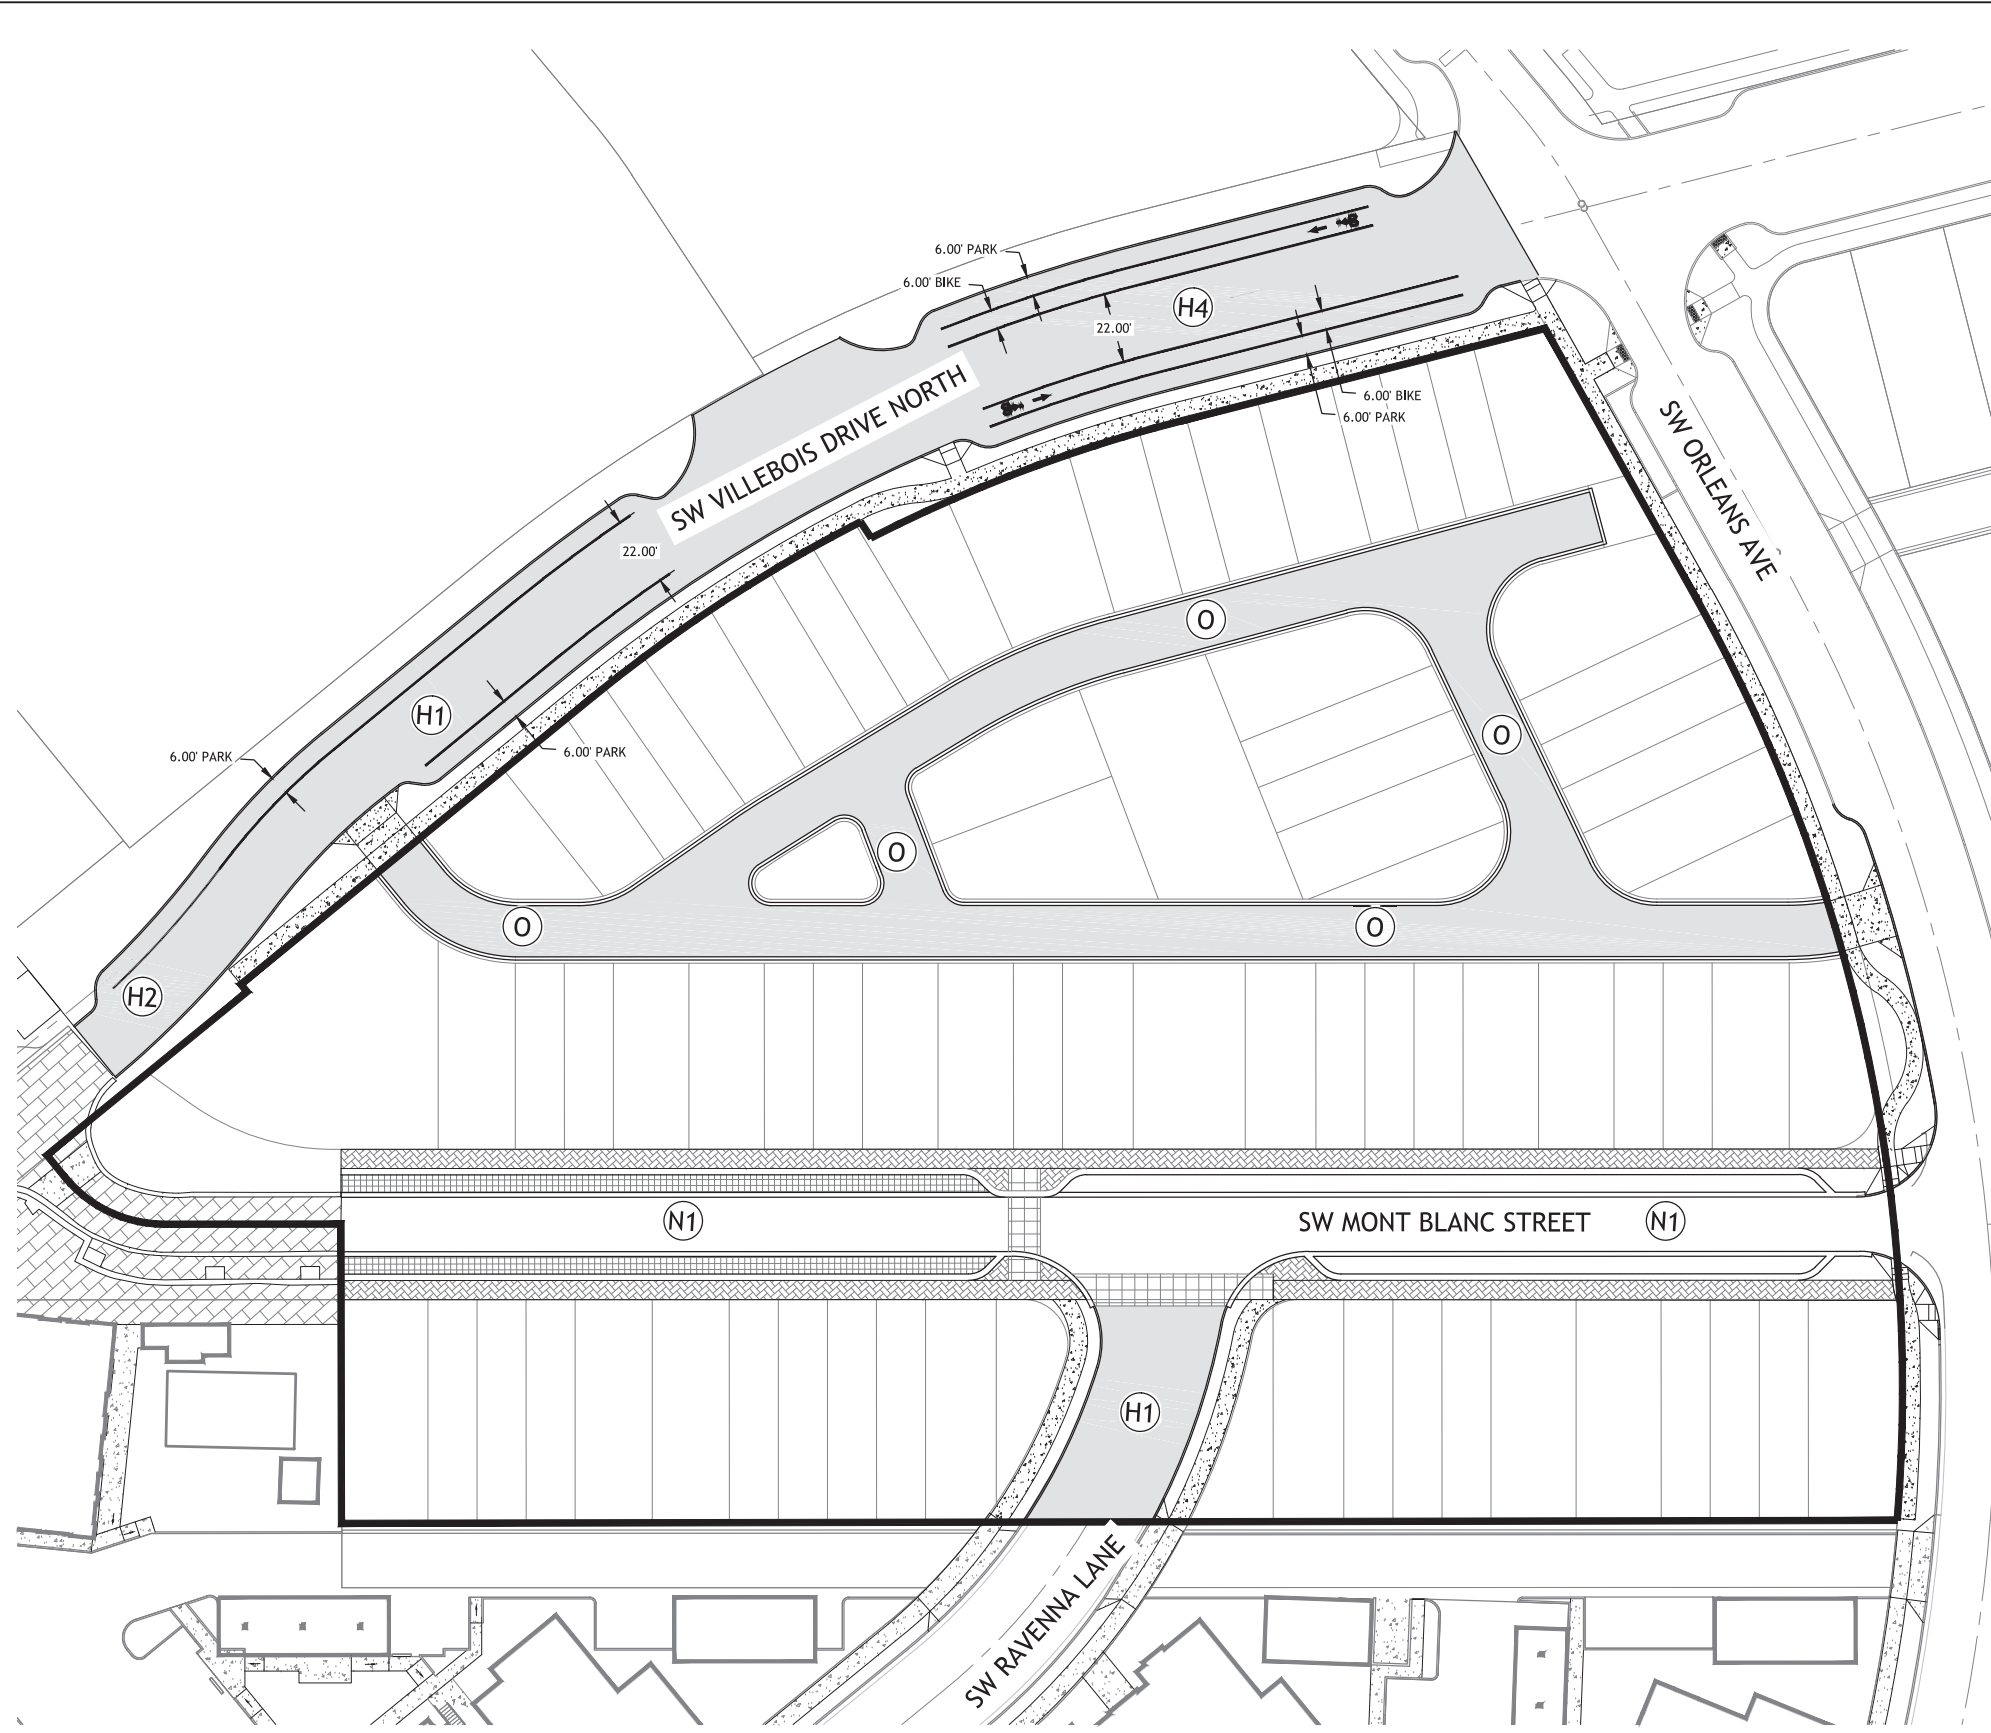 6.00' PARK
6.00' BIKE
H4
22.00'
SW VILLEBOIS DRIVE NORTH
6.00' BIKE
6.00' PARK
SW ORLEANS AVE
22.00'
O
H1
6.00' PARK
6.00' PARK
O
O
O
O
H2
N1
SW MONT BLANC STREET
N1
H1
SW RAVENNA LANE